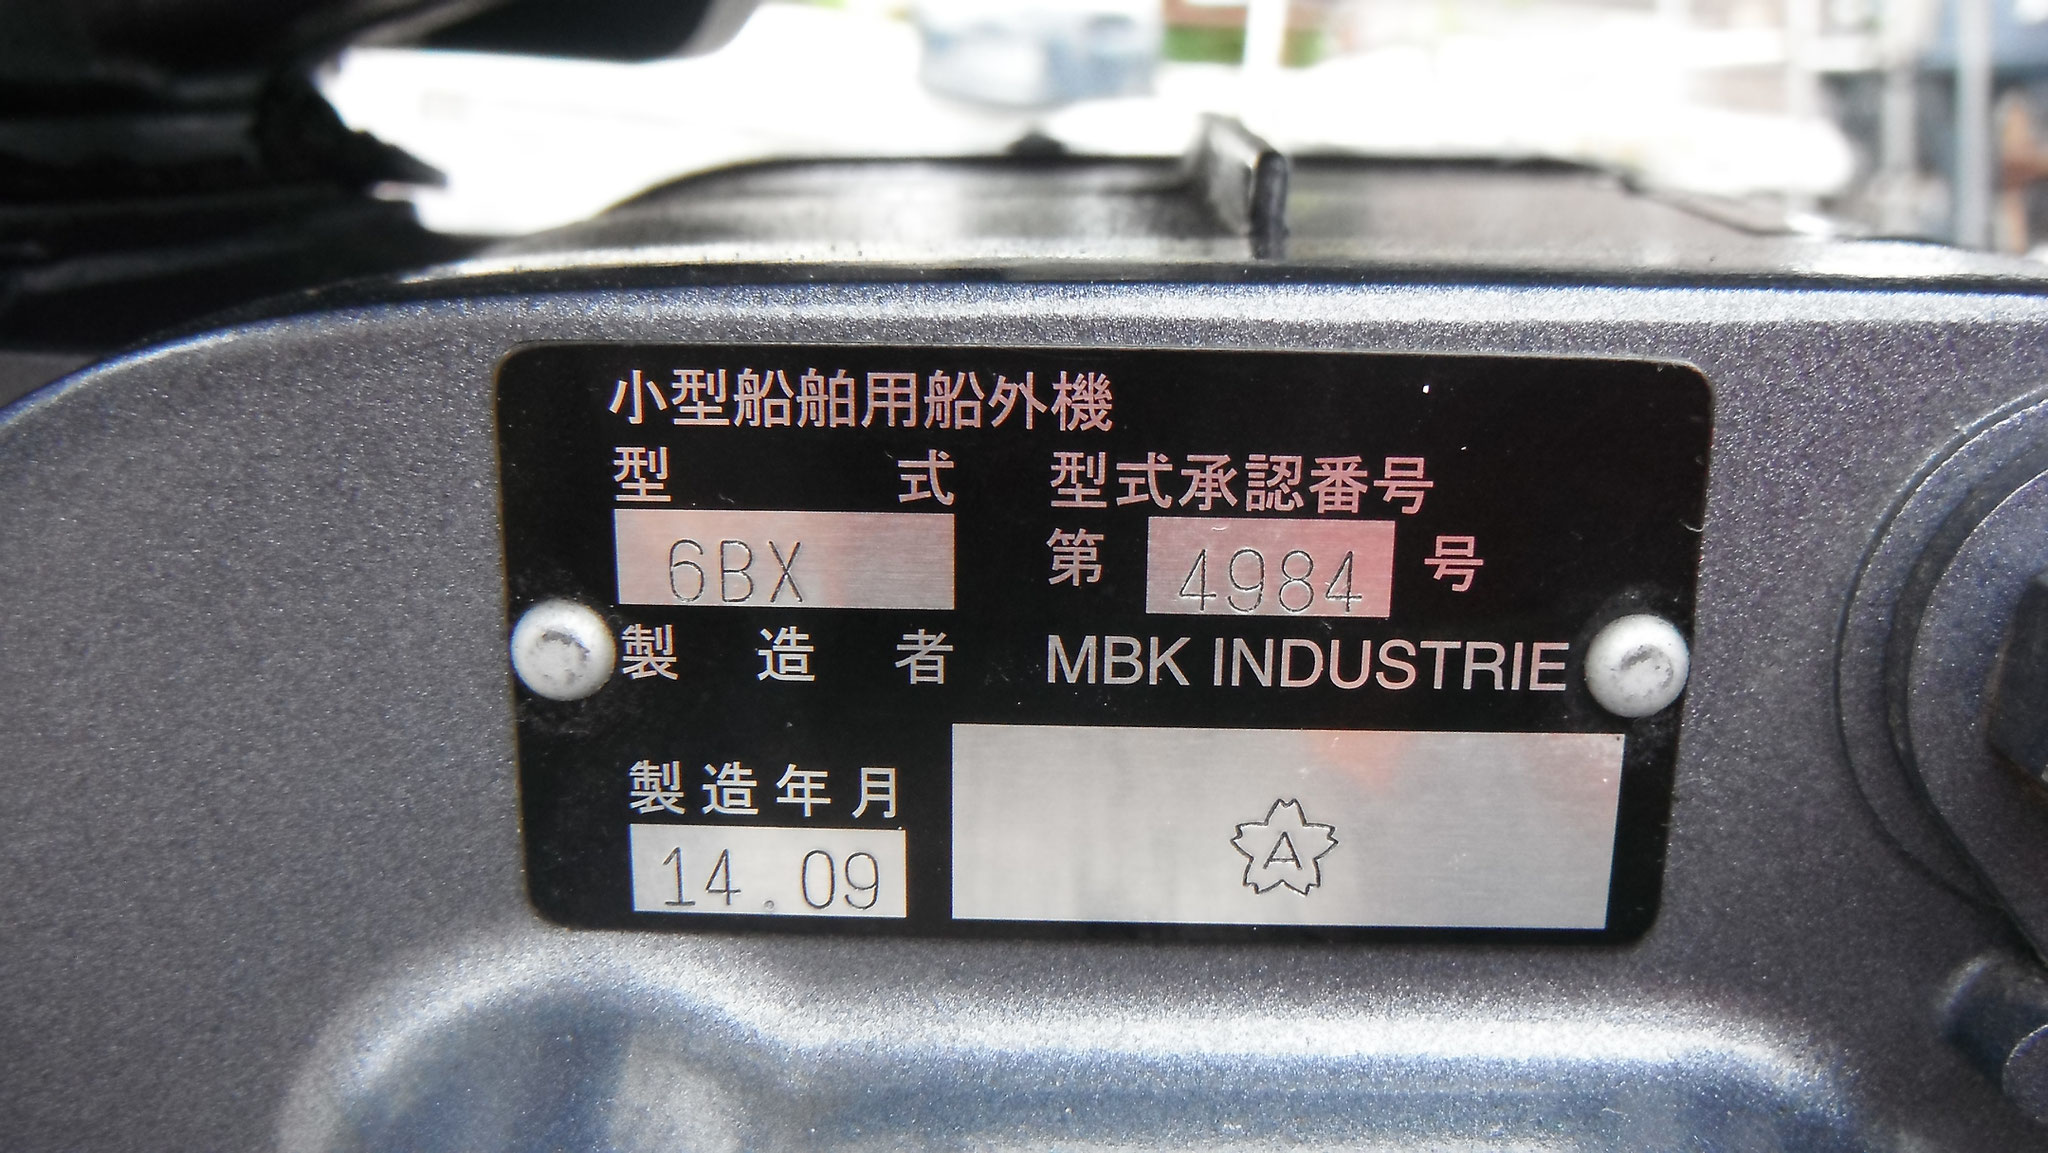 小型船舶用船外機
型式 型式承認番号
6BX 第 4984 号
製造者 MBK INDUSTRIE
製造年月
14.09
A